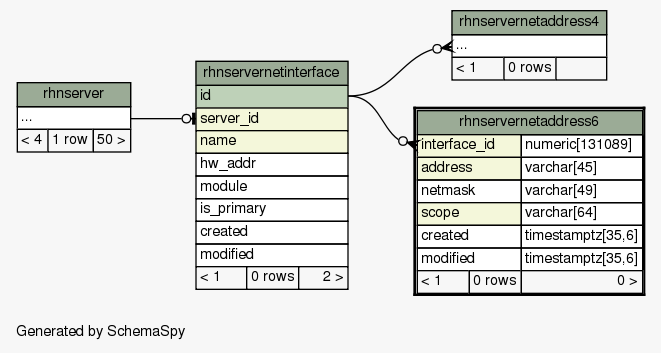 rhnserver
...
< 4 1 row 50 >
rhnservernetinterface
id
server_id
name
hw_addr
module
is_primary
created
modified
< 1 0 rows 2 >
rhnservernetaddress4
...
< 1 0 rows
rhnservernetaddress6
interface_id numeric[131089]
address varchar[45]
netmask varchar[49]
scope varchar[64]
created timestamptz[35,6]
modified timestamptz[35,6]
< 1 0 rows 0 >
Generated by SchemaSpy